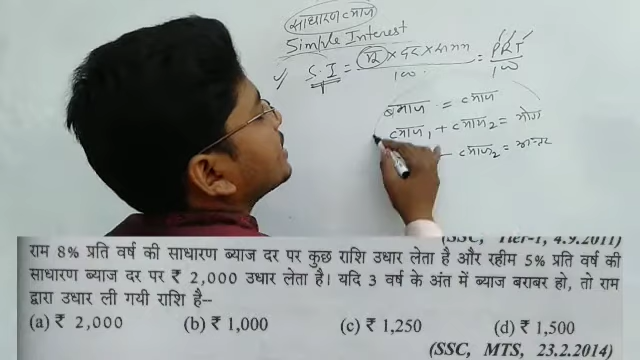 साधारण ब्याज
Simple Interest
S.I = मू × दर × समय / 100 = PRT / 100
ब्याज = ब्याज
ब्याज₁ + ब्याज₂ = योग
- ब्याज₂ = अन्तर
(SSC, Tier-1, 4.9.2011)
राम 8% प्रति वर्ष की साधारण ब्याज दर पर कुछ राशि उधार लेता है और रहीम 5% प्रति वर्ष की
साधारण ब्याज दर पर ₹ 2,000 उधार लेता है। यदि 3 वर्ष के अंत में ब्याज बराबर हो, तो राम
द्वारा उधार ली गयी राशि है--
(a) ₹ 2,000 (b) ₹ 1,000 (c) ₹ 1,250 (d) ₹ 1,500
(SSC, MTS, 23.2.2014)